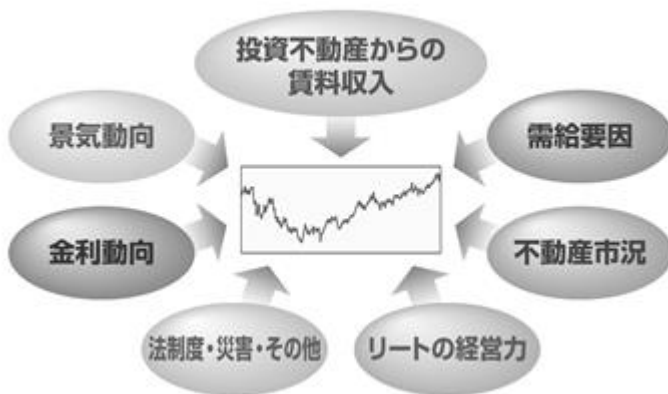 投資不動産からの
賃料収入
景気動向
需給要因
金利動向
不動産市況
法制度・災害・その他
リートの経営力